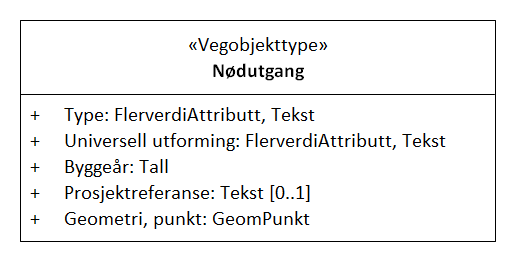 «Vegobjekttype»
Nødutgang
+ Type: FlerverdiAttributt, Tekst
+ Universell utforming: FlerverdiAttributt, Tekst
+ Byggeår: Tall
+ Prosjektreferanse: Tekst [0..1]
+ Geometri, punkt: GeomPunkt